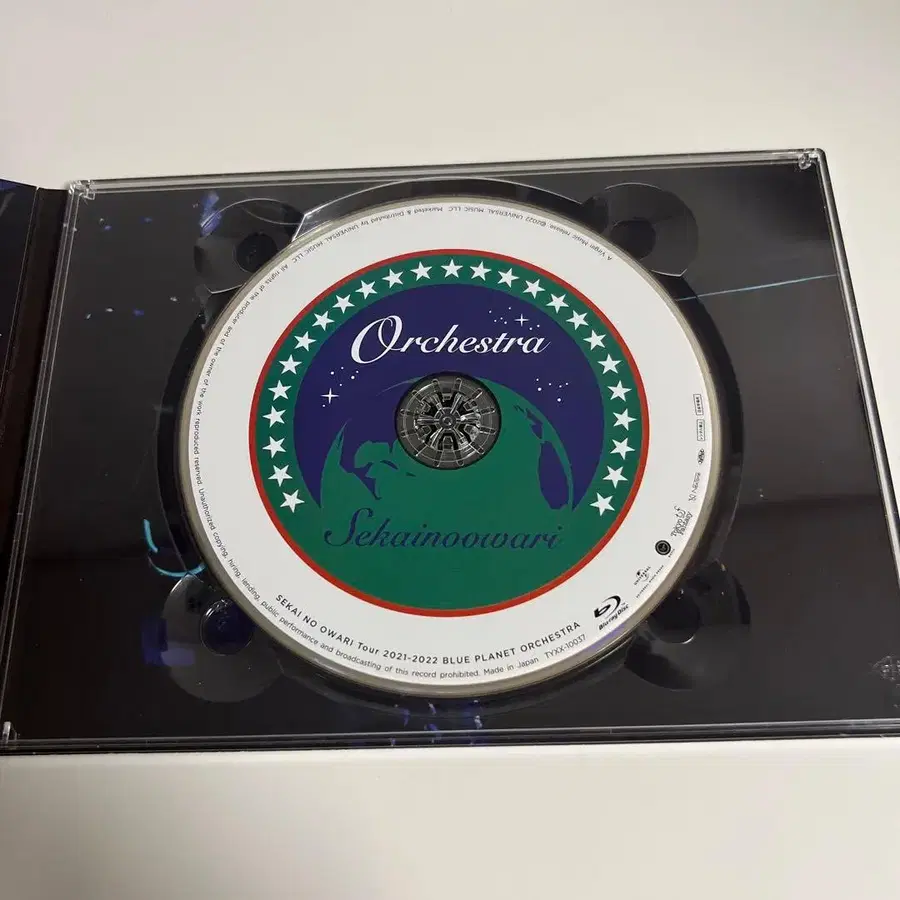 Orchestra
Sekainoowari
SEKAI NO OWARI Tour 2021-2022 BLUE PLANET ORCHESTRA
TYXX-10037
Blu-ray Disc
UNIVERSAL
A Virgin Music release ℗©2022 UNIVERSAL MUSIC LLC. Marketed & Distributed by UNIVERSAL MUSIC LLC. All rights of the producer and of the owner of the work reproduced reserved. Unauthorized copying, hiring, lending, public performance and broadcasting of this record prohibited. Made in Japan